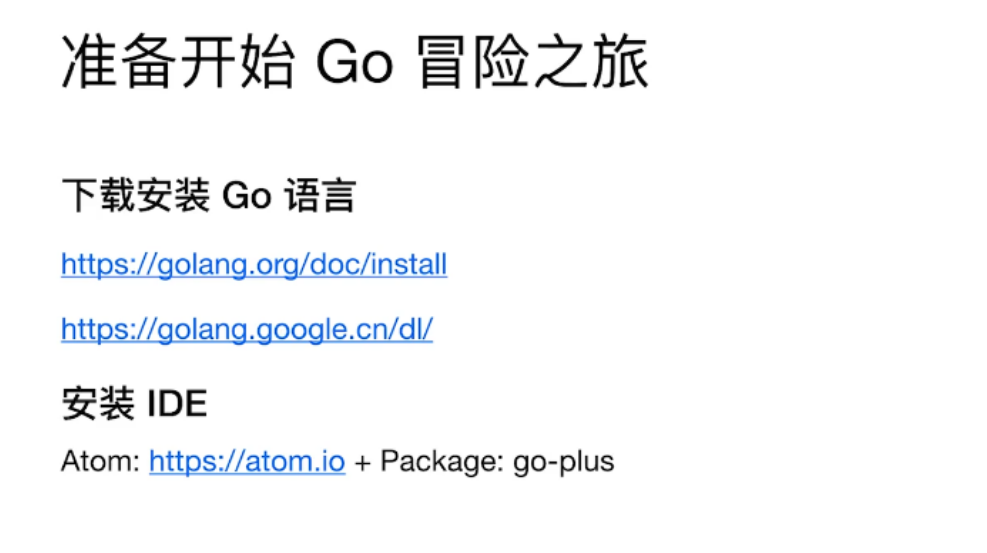 准备开始 Go 冒险之旅
下载安装 Go 语言
https://golang.org/doc/install
https://golang.google.cn/dl/
安装 IDE
Atom: https://atom.io + Package: go-plus